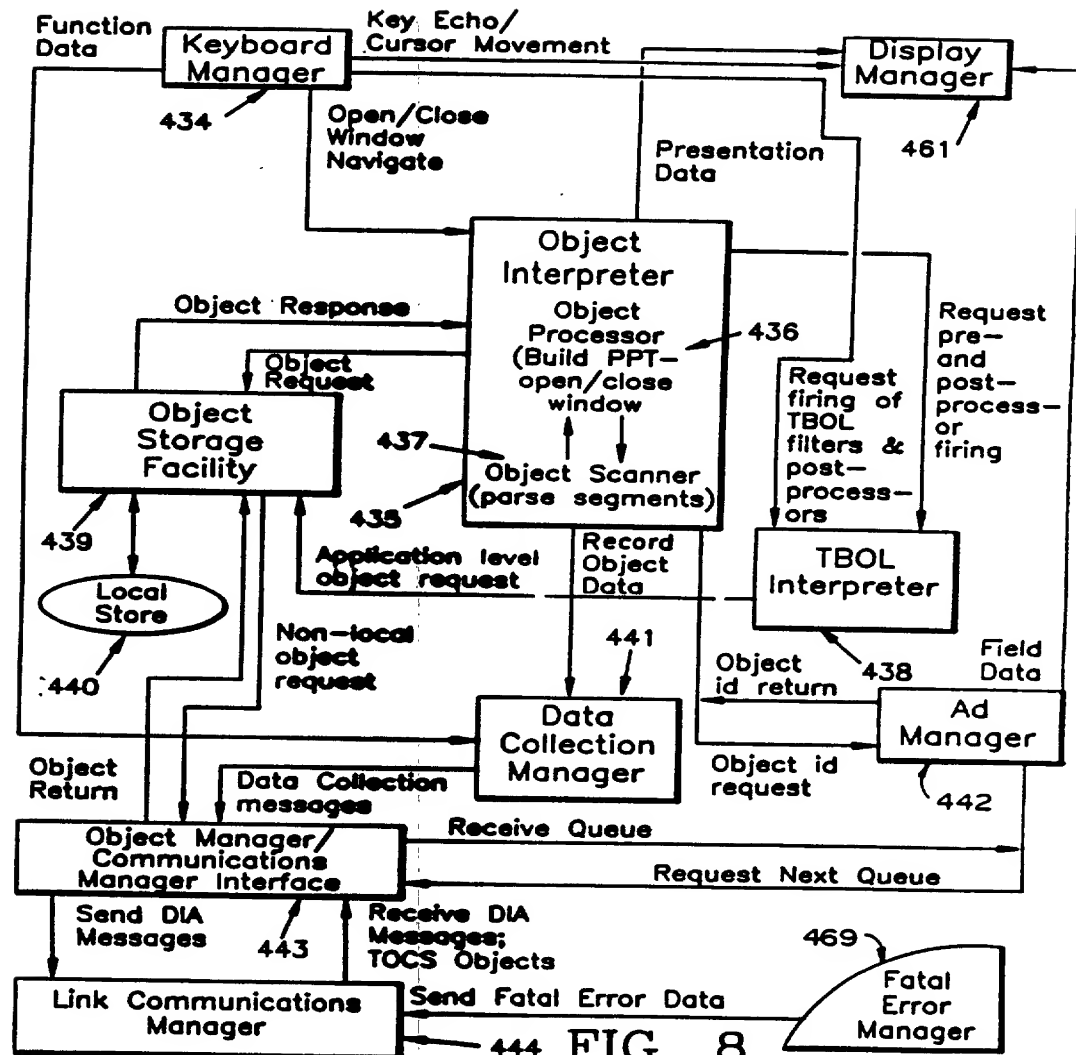 Function
Data
Keyboard
Manager
Key Echo/
Cursor Movement
Display
Manager
434
Open/Close
Window
Navigate
Presentation
Data
461
Object
Interpreter
Object
Processor
(Build PPT-
open/close
window
436
Object Response
Object
Request
Request
pre-
and
post-
process-
or
firing
Request
firing of
TBOL
filters &
post-
process-
ors
Object
Storage
Facility
437
Object Scanner
(parse segments)
435
439
Application level
object request
Record
Object
Data
TBOL
Interpreter
Local
Store
440
Non-local
object
request
441
438
Field
Data
Object
id return
Data
Collection
Manager
Ad
Manager
Object id
request
442
Object
Return
Data Collection
messages
Object Manager/
Communications
Manager Interface
Receive Queue
Request Next Queue
Send DIA
Messages
443
Receive DIA
Messages;
TOCS Objects
469
Fatal
Error
Manager
Link Communications
Manager
Send Fatal Error Data
444
FIG. 8